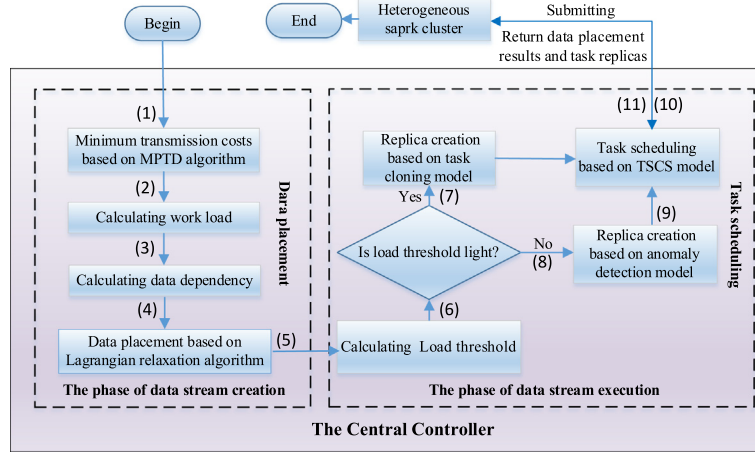 Begin
End
Heterogeneous
saprk cluster
Submitting
Return data placement
results and task replicas
(1)
Minimum transmission costs
based on MPTD algorithm
(2)
Calculating work load
(3)
Calculating data dependency
(4)
Data placement based on
Lagrangian relaxation algorithm
(5)
Dara placement
The phase of data stream creation
Calculating Load threshold
(6)
Is load threshold light?
Yes
(7)
Replica creation
based on task
cloning model
No
(8)
Replica creation
based on anomaly
detection model
(9)
Task scheduling
based on TSCS
model
(11)
(10)
Task scheduling
The phase of data stream execution
The Central Controller